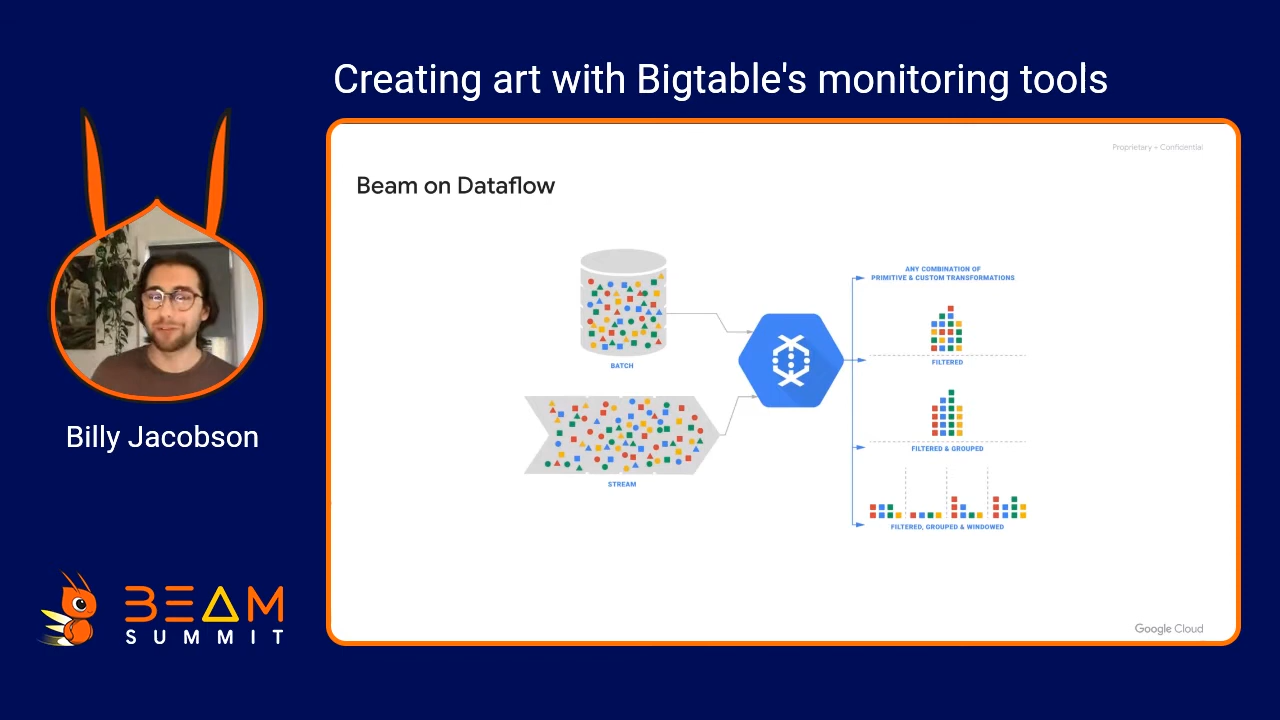 Creating art with Bigtable's monitoring tools
Proprietary + Confidential
Beam on Dataflow
ANY COMBINATION OF
PRIMITIVE & CUSTOM TRANSFORMATIONS
BATCH
FILTERED
FILTERED & GROUPED
STREAM
FILTERED, GROUPED & WINDOWED
Google Cloud
Billy Jacobson
BEAM
SUMMIT